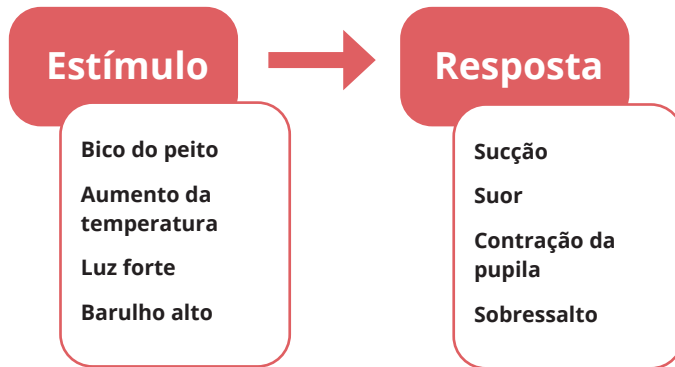 Estímulo
Bico do peito
Aumento da
temperatura
Luz forte
Barulho alto
Resposta
Sucção
Suor
Contração da
pupila
Sobressalto